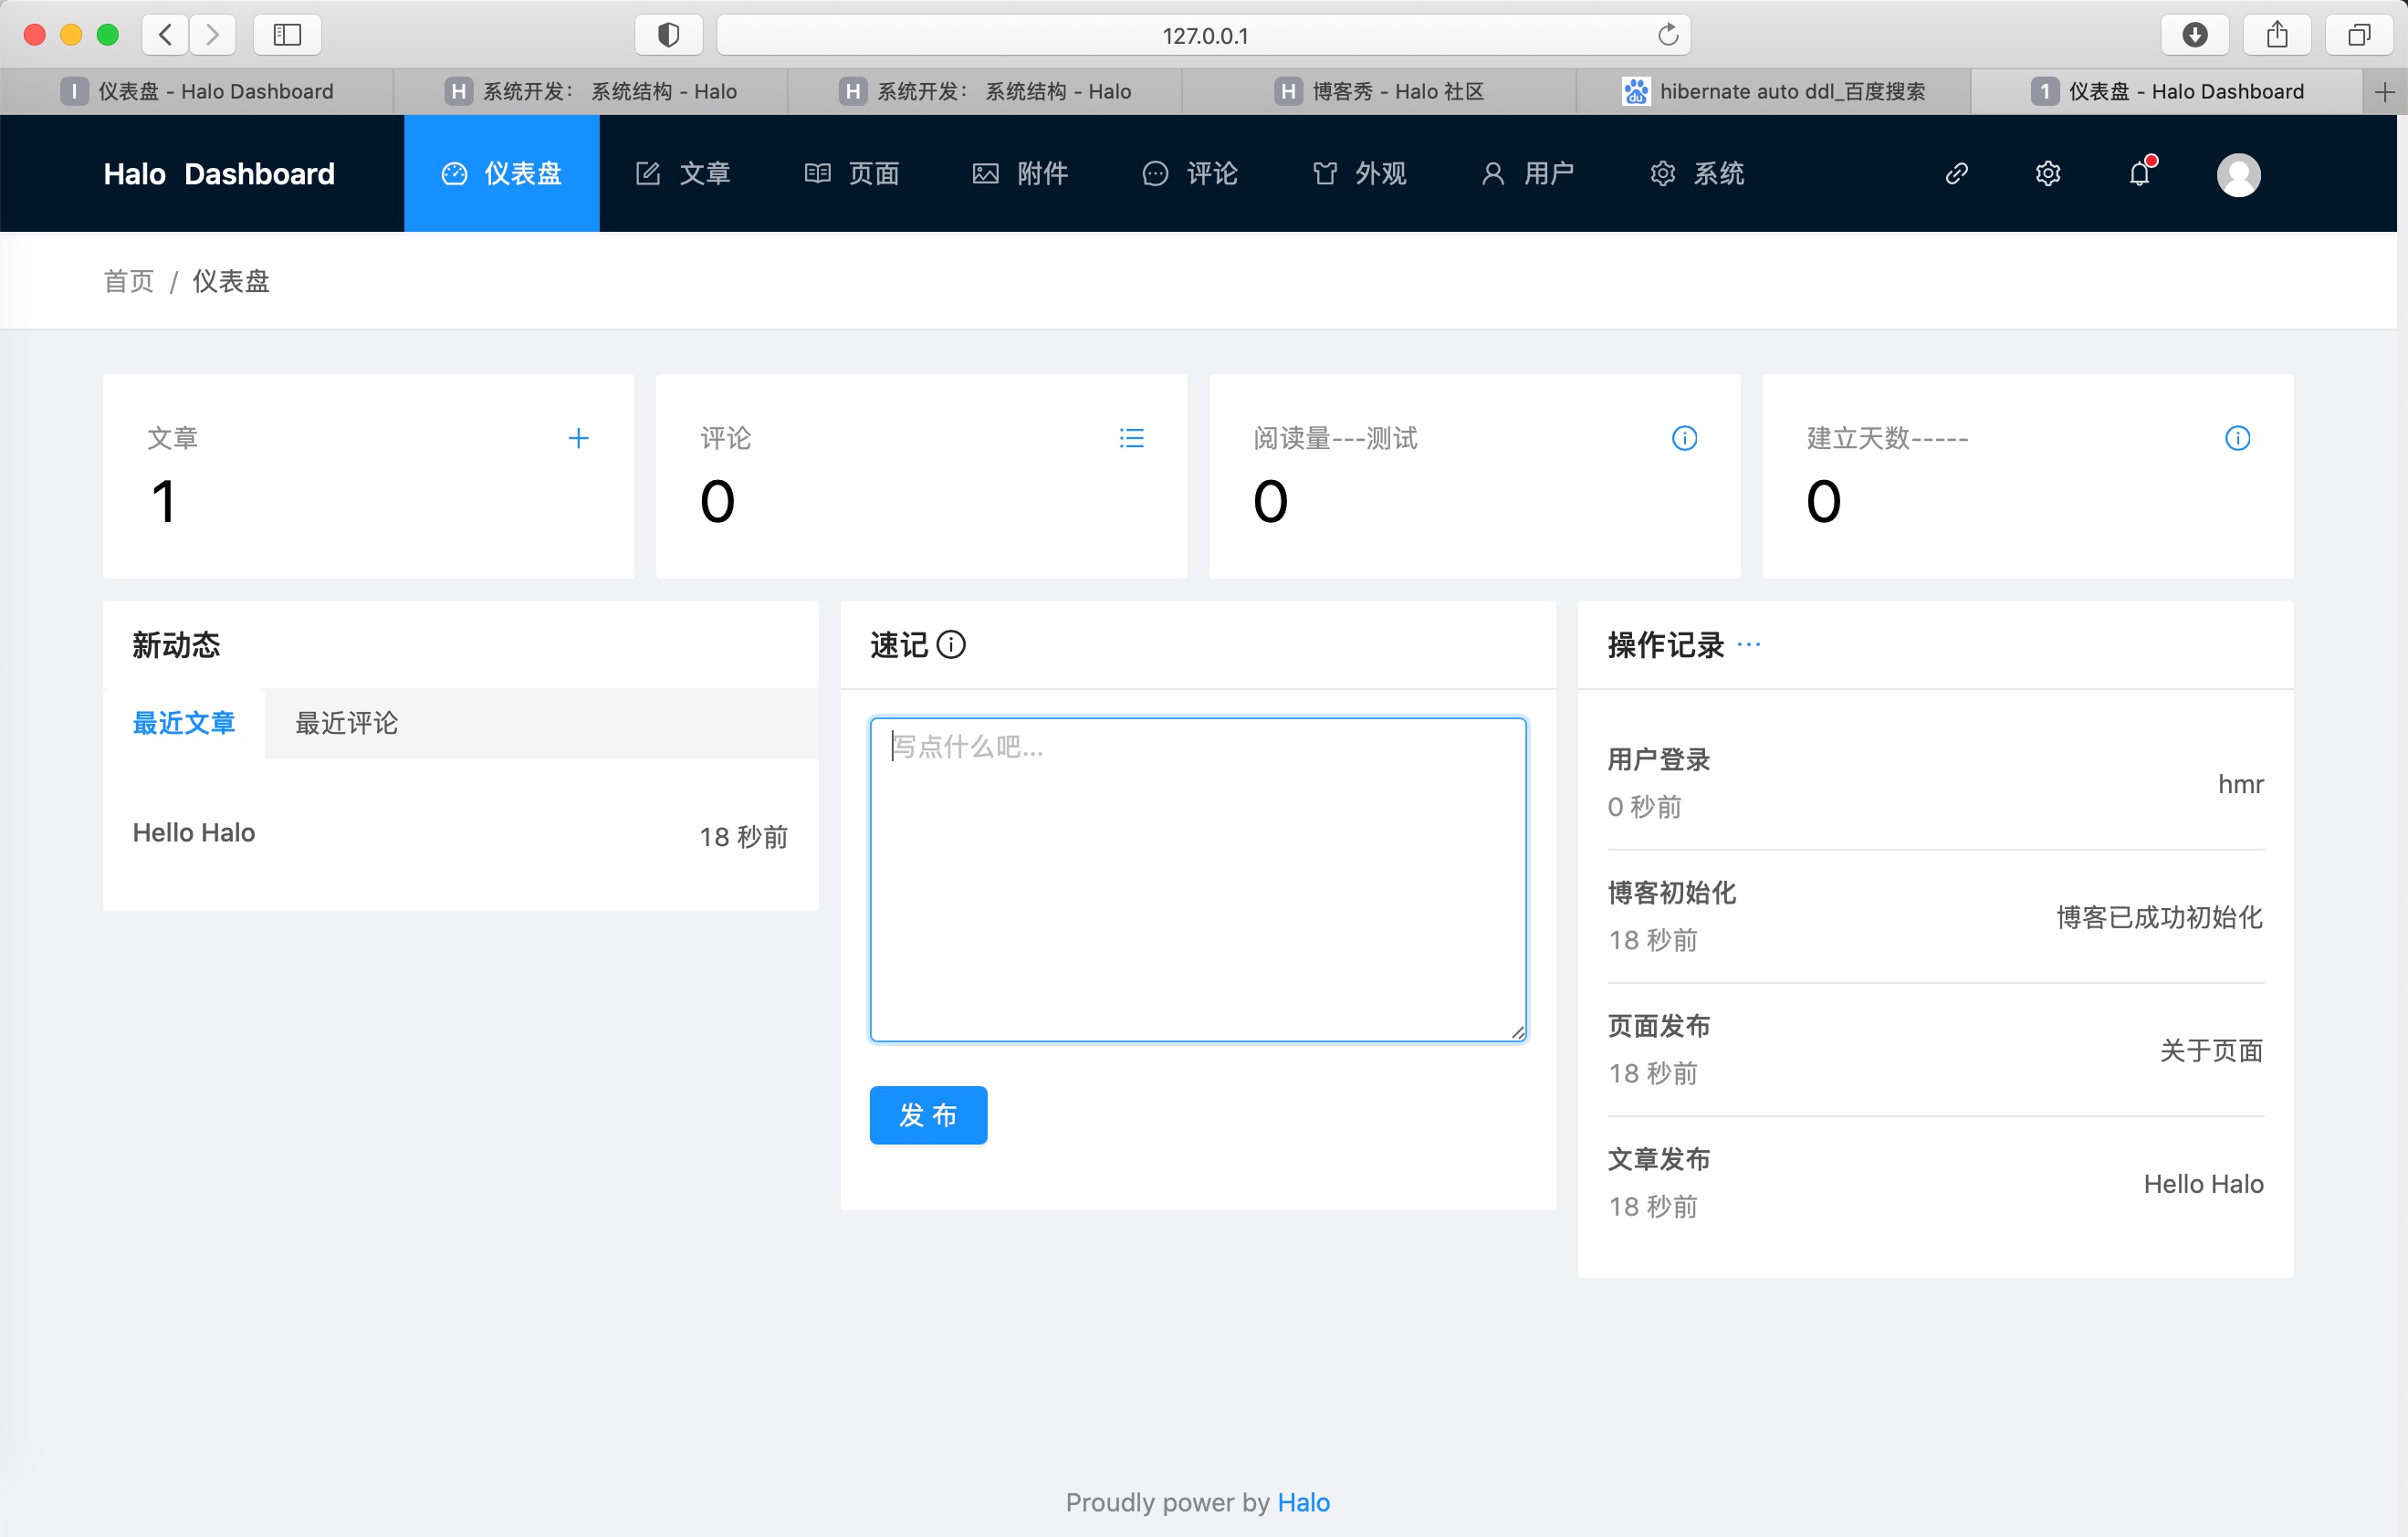 127.0.0.1
I 仪表盘 - Halo Dashboard
H 系统开发： 系统结构 - Halo
H 系统开发： 系统结构 - Halo
H 博客秀 - Halo 社区
du hibernate auto ddl_百度搜索
1 仪表盘 - Halo Dashboard
Halo Dashboard
仪表盘
文章
页面
附件
评论
外观
用户
系统
首页 / 仪表盘
文章
1
评论
0
阅读量---测试
0
建立天数-----
0
新动态
最近文章
最近评论
Hello Halo
18 秒前
速记
写点什么吧...
发 布
操作记录 ...
用户登录
0 秒前
hmr
博客初始化
18 秒前
博客已成功初始化
页面发布
18 秒前
关于页面
文章发布
18 秒前
Hello Halo
Proudly power by Halo